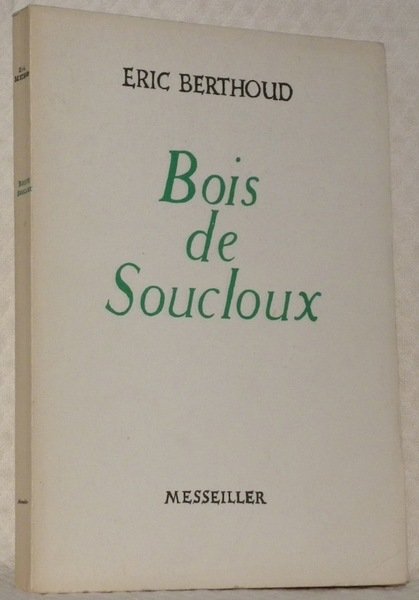 ERIC BERTHOUD
Bois
de
Soucloux
MESSEILLER